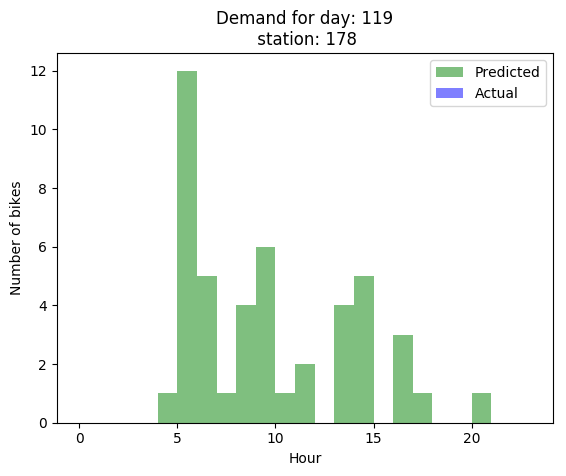 Demand for day: 119
station: 178
Predicted
Actual
Number of bikes
12
10
8
6
4
2
0
0 5 10 15 20
Hour